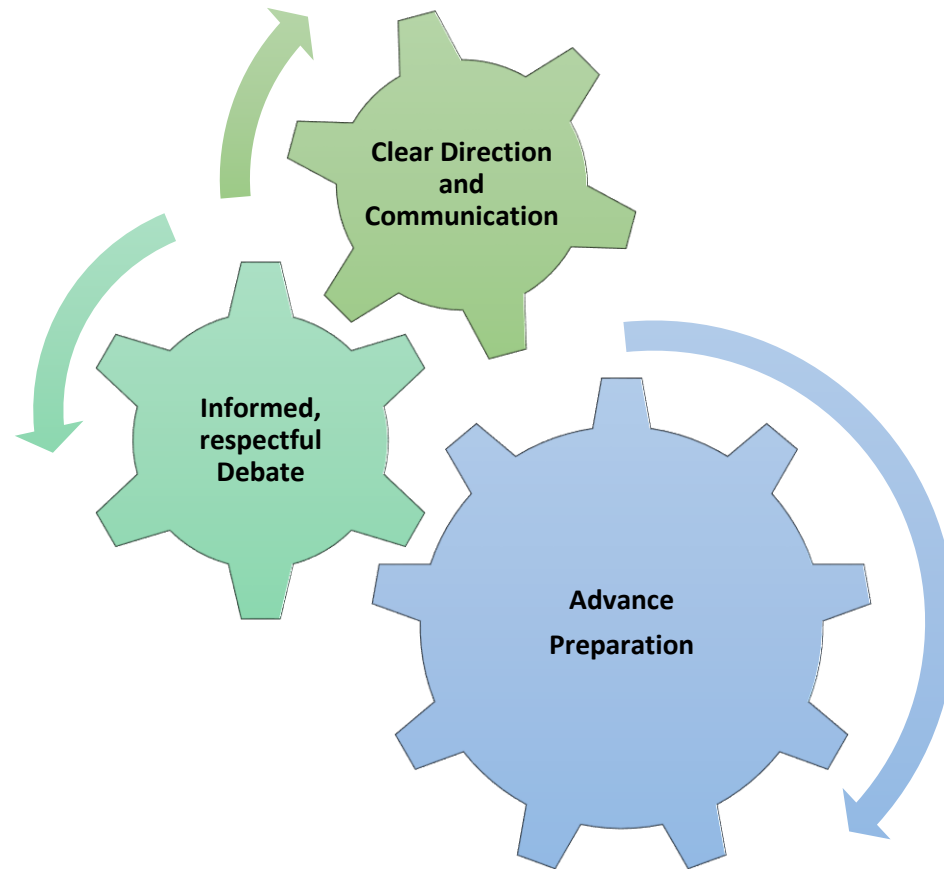 Clear Direction
and
Communication
Informed,
respectful
Debate
Advance
Preparation